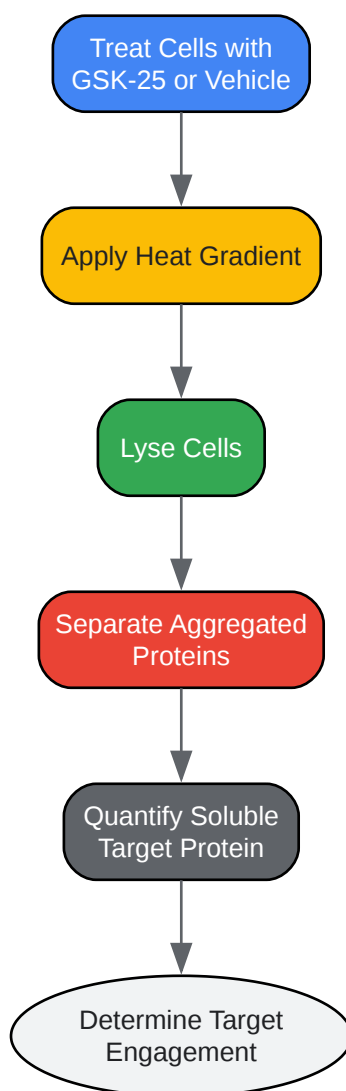 Treat Cells with
GSK-25 or Vehicle
Apply Heat Gradient
Lyse Cells
Separate Aggregated
Proteins
Quantify Soluble
Target Protein
Determine Target
Engagement